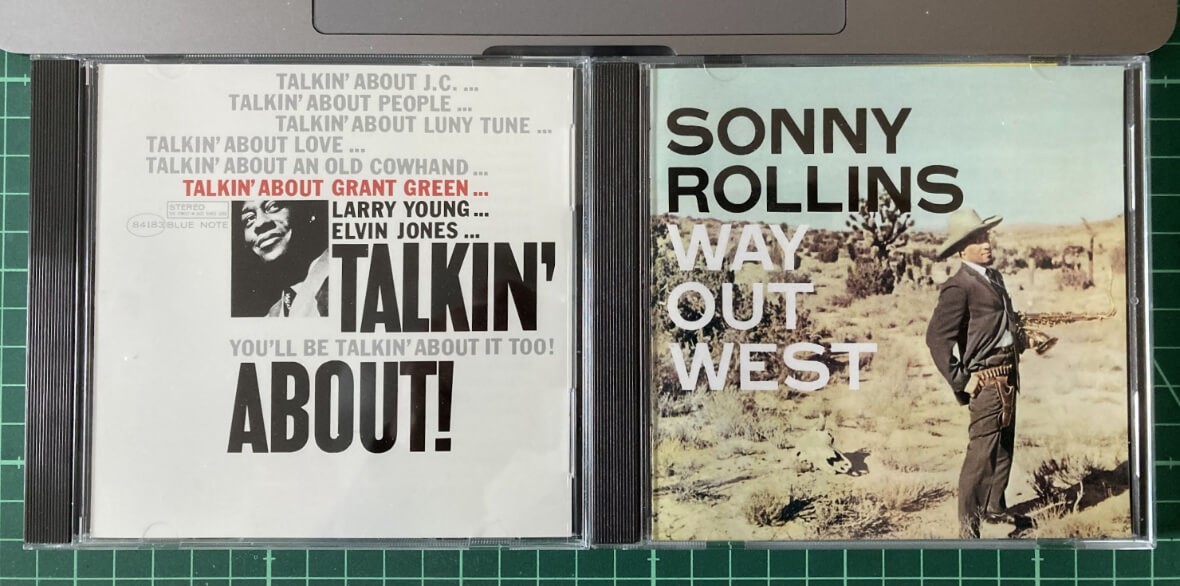 TALKIN' ABOUT J.C. ...
TALKIN' ABOUT PEOPLE ...
TALKIN' ABOUT LUNY TUNE ...
TALKIN' ABOUT LOVE ...
TALKIN' ABOUT AN OLD COWHAND ...
TALKIN' ABOUT GRANT GREEN ...
LARRY YOUNG ...
ELVIN JONES ...
STEREO
84183 BLUE NOTE
TALKIN'
YOU'LL BE TALKIN' ABOUT IT TOO!
ABOUT!
SONNY
ROLLINS
WAY
OUT
WEST